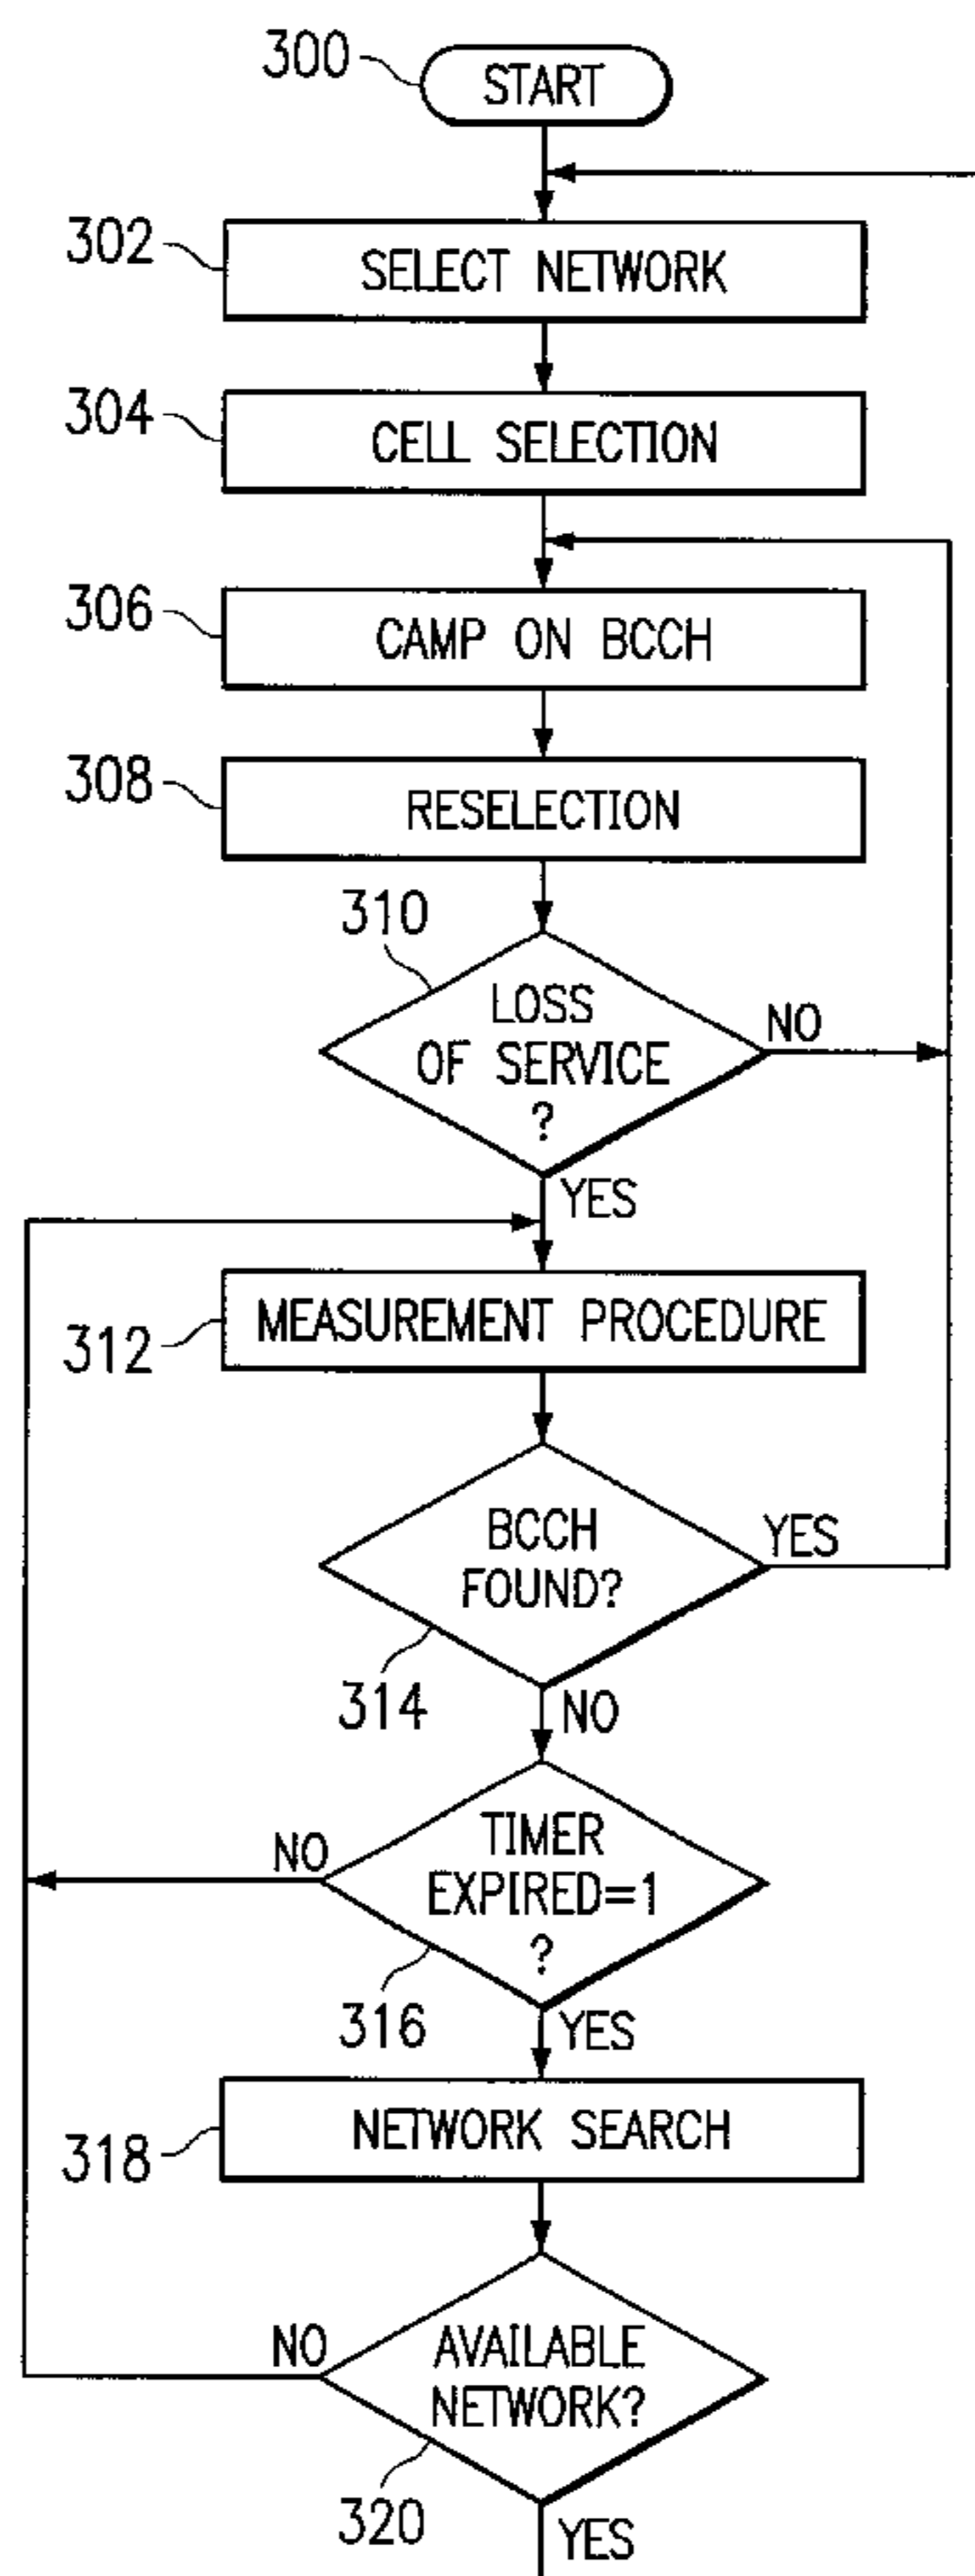 300
START
302
SELECT NETWORK
304
CELL SELECTION
306
CAMP ON BCCH
308
RESELECTION
310
LOSS
OF SERVICE
?
NO
YES
312
MEASUREMENT PROCEDURE
BCCH
FOUND?
YES
314
NO
TIMER
EXPIRED=1
?
NO
316
YES
318
NETWORK SEARCH
NO
AVAILABLE
NETWORK?
320
YES